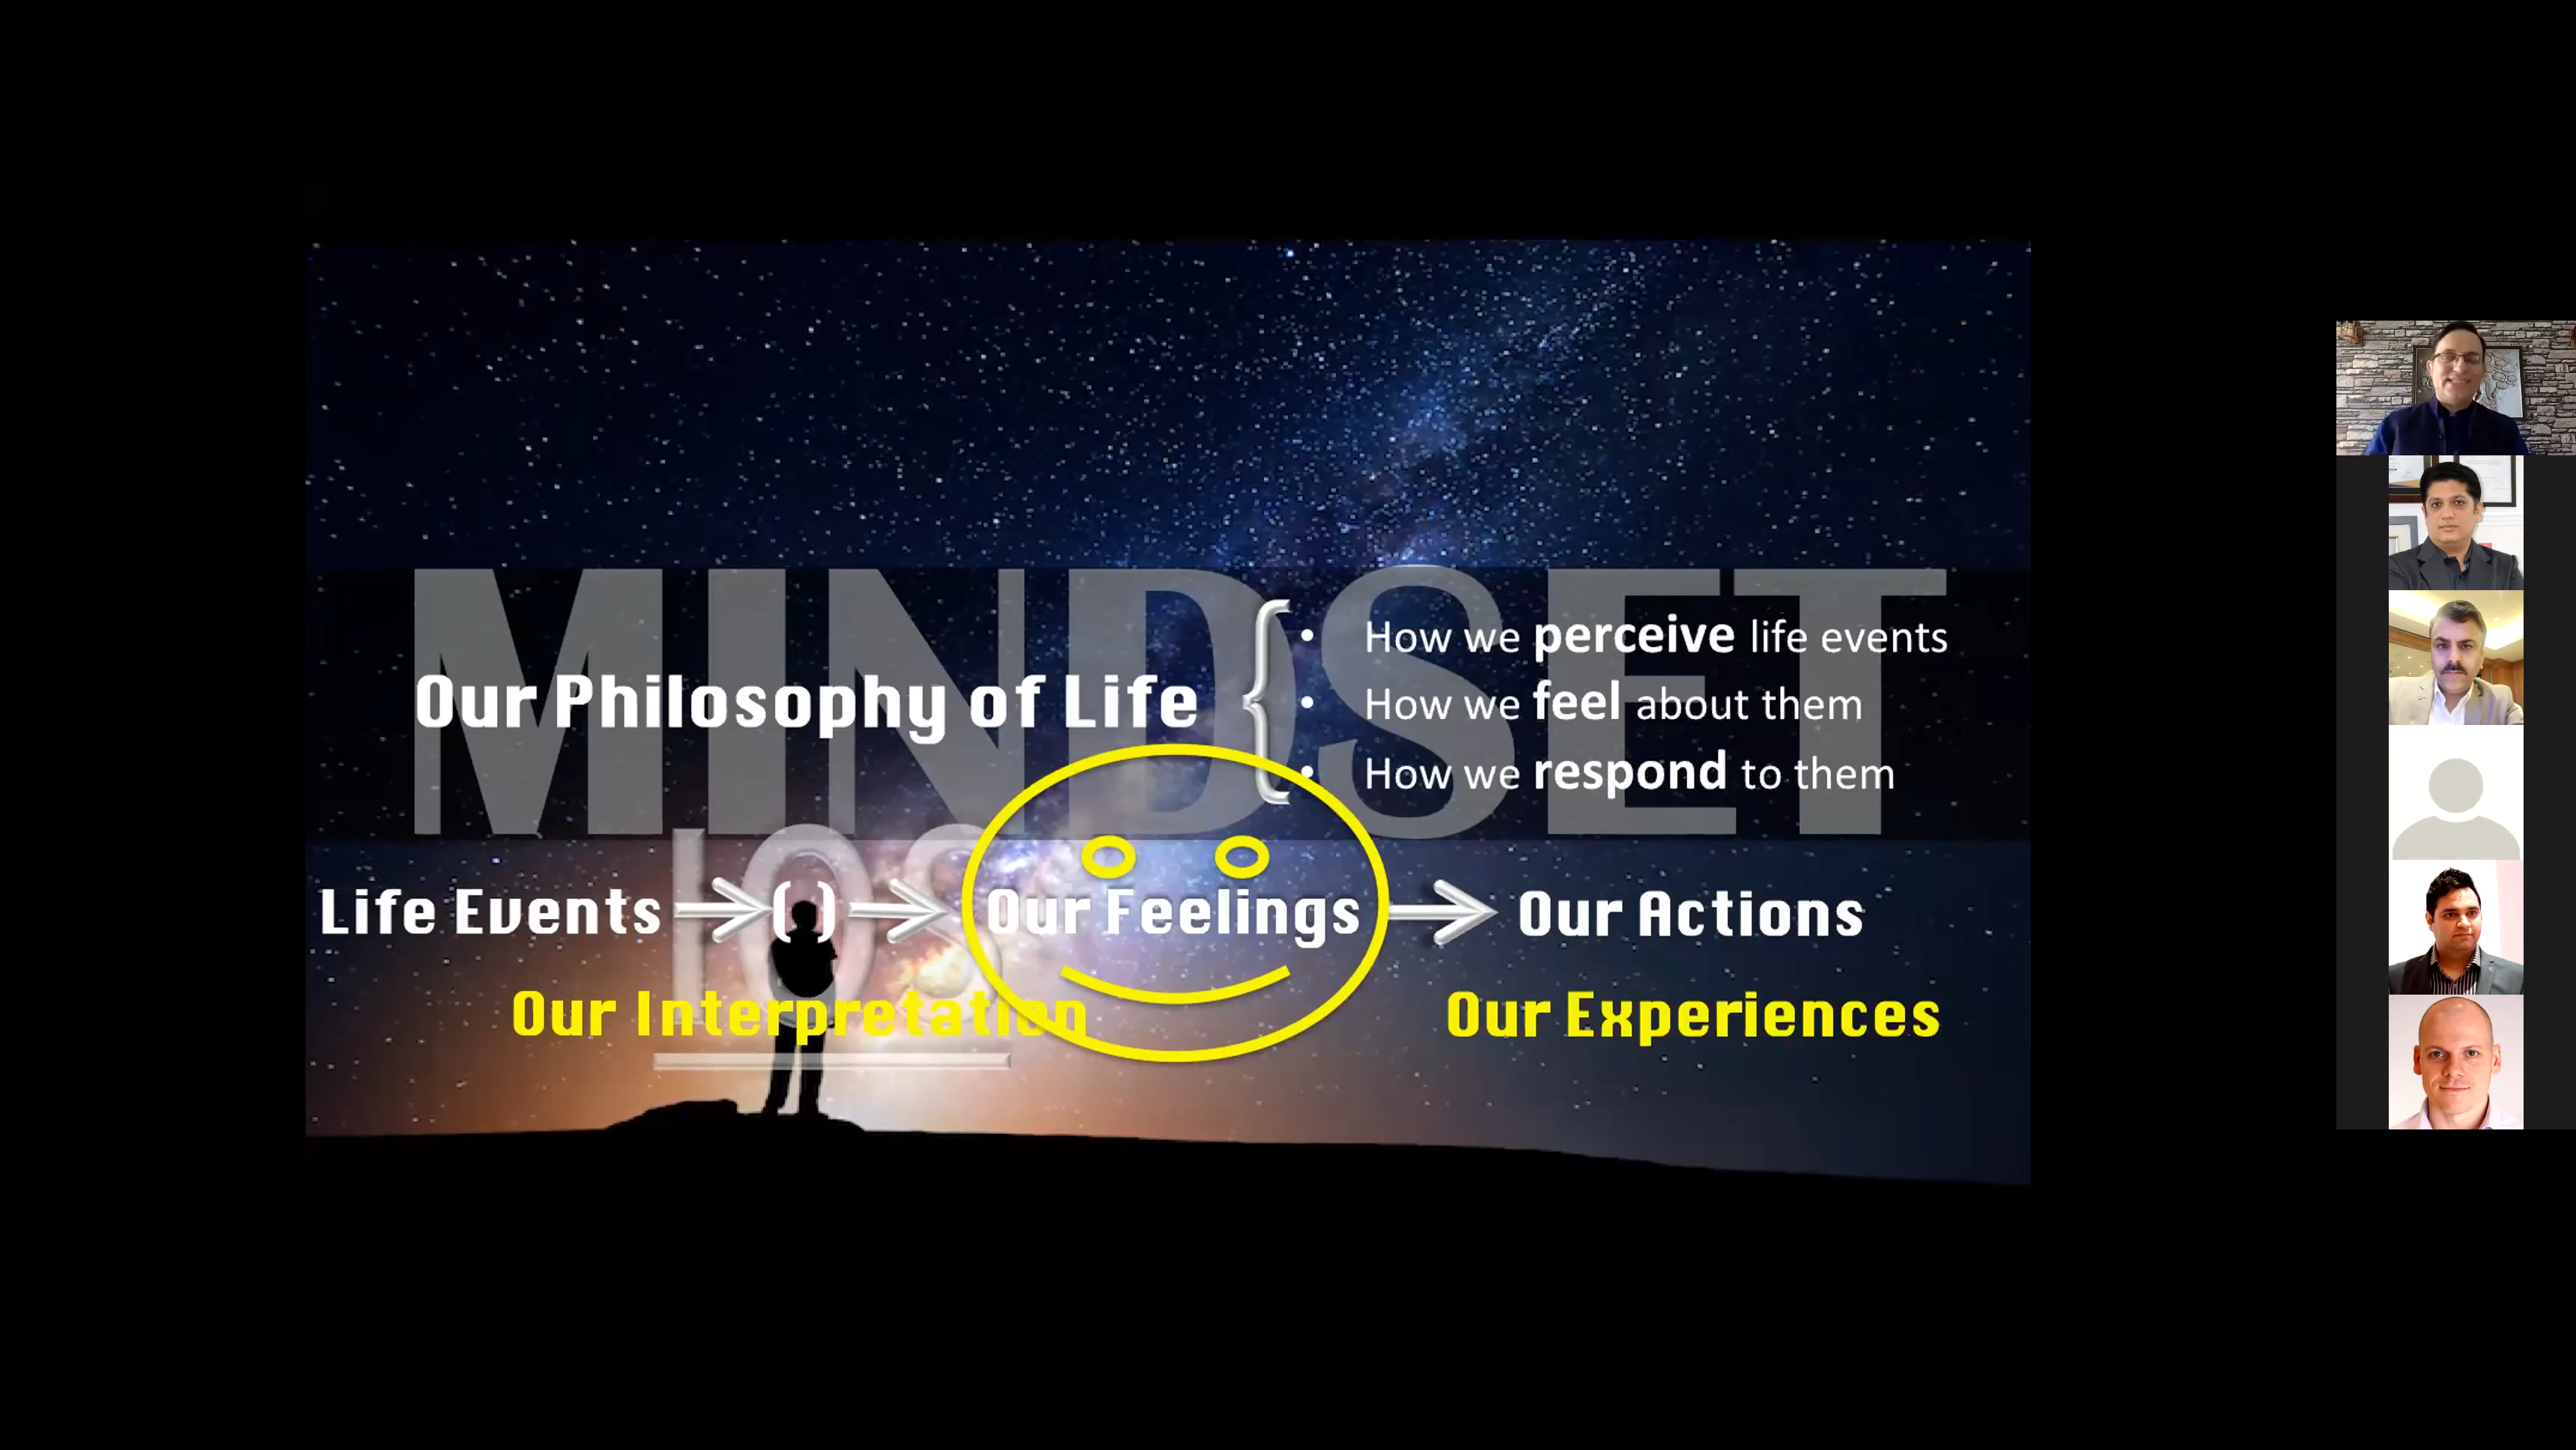 MINDSET
Our Philosophy of Life
• How we perceive life events
• How we feel about them
• How we respond to them
IOS
Life Events ( ) Our Feelings Our Actions
Our Interpretation Our Experiences